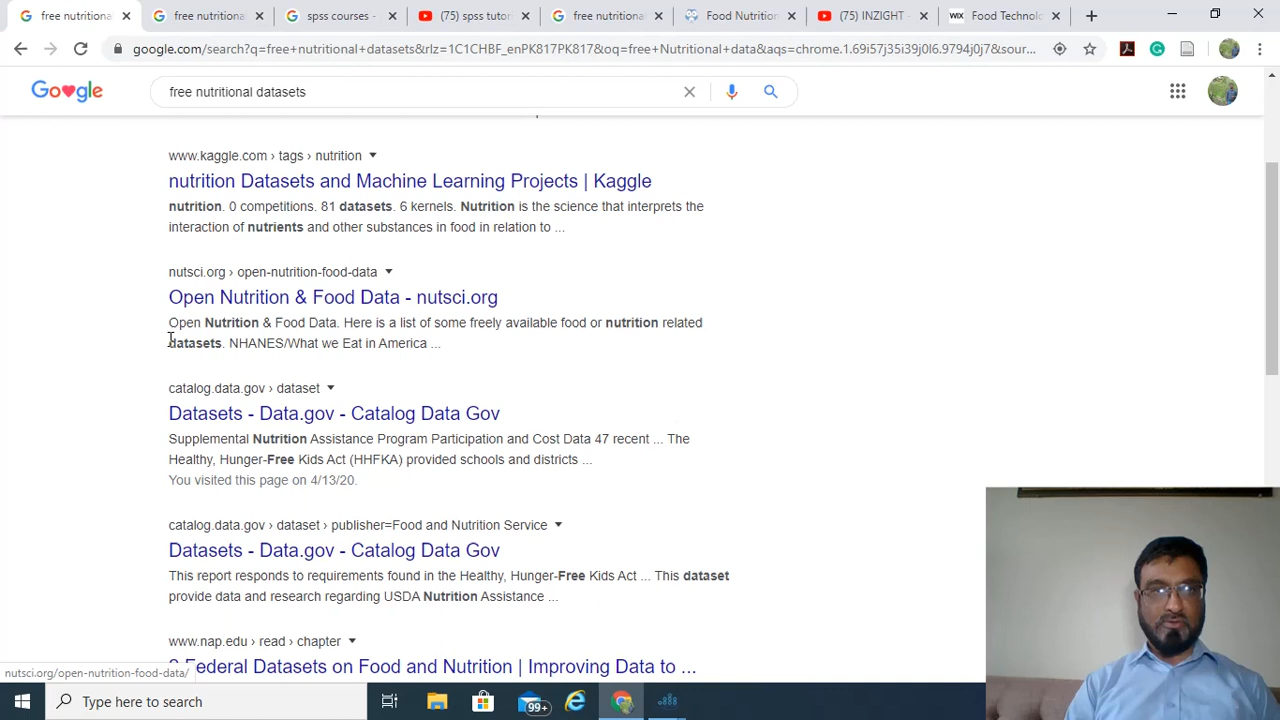 free nutritional
free nutritional
spss courses -
(75) spss tutor
free nutritional
Food Nutrition
(75) INZIGHT -
WIX
Food Technolo
google.com/search?q=free+nutritional+datasets&rlz=1C1CHBF_enPK817PK817&oq=free+Nutritional+data&aqs=chrome.1.69i57j35i39j0l6.9794j0j7&sour...
Google
free nutritional datasets
www.kaggle.com › tags › nutrition
nutrition Datasets and Machine Learning Projects | Kaggle
nutrition. 0 competitions. 81 datasets. 6 kernels. Nutrition is the science that interprets the
interaction of nutrients and other substances in food in relation to ...
nutsci.org › open-nutrition-food-data
Open Nutrition & Food Data - nutsci.org
Open Nutrition & Food Data. Here is a list of some freely available food or nutrition related
datasets. NHANES/What we Eat in America ...
catalog.data.gov › dataset
Datasets - Data.gov - Catalog Data Gov
Supplemental Nutrition Assistance Program Participation and Cost Data 47 recent ... The
Healthy, Hunger-Free Kids Act (HHFKA) provided schools and districts ...
You visited this page on 4/13/20.
catalog.data.gov › dataset › publisher=Food and Nutrition Service
Datasets - Data.gov - Catalog Data Gov
This report responds to requirements found in the Healthy, Hunger-Free Kids Act ... This dataset
provide data and research regarding USDA Nutrition Assistance ...
www.nap.edu › read › chapter
Federal Datasets on Food and Nutrition | Improving Data to ...
nutsci.org/open-nutrition-food-data/
Type here to search
99+